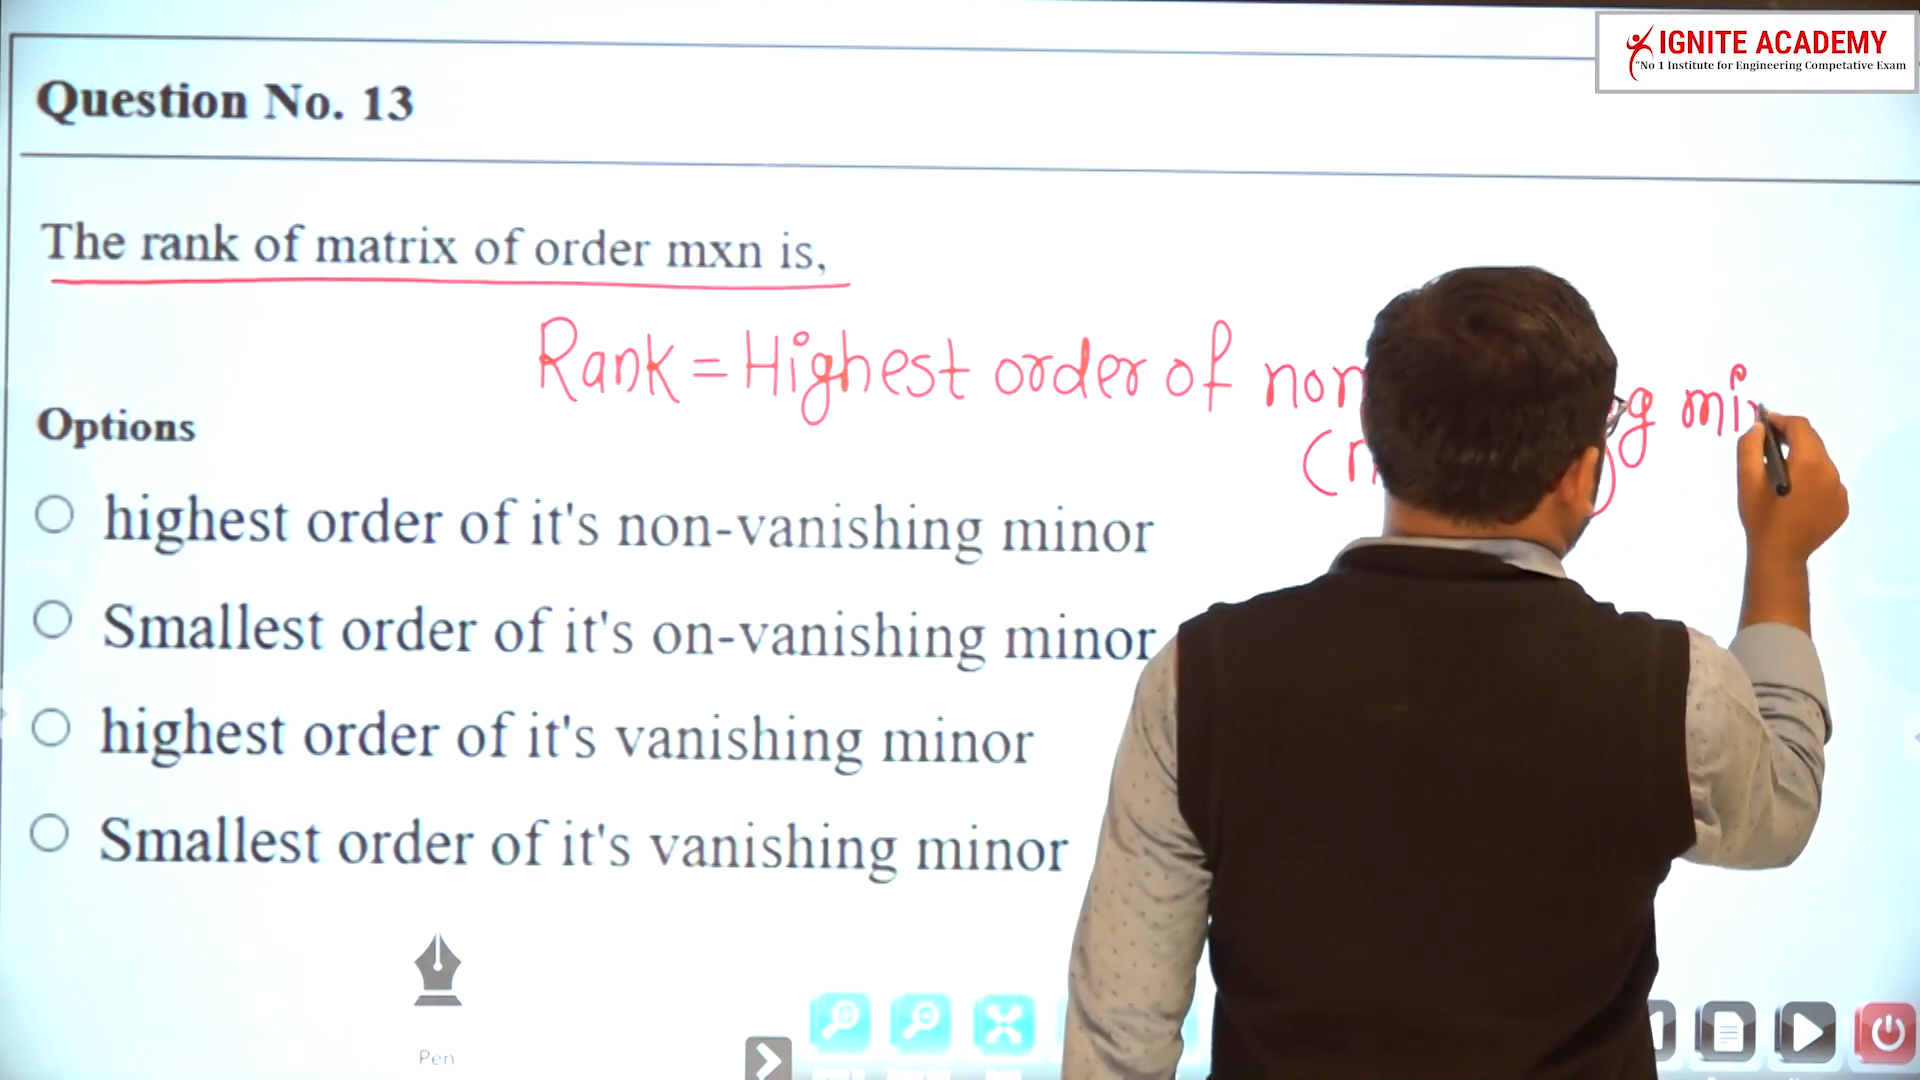 IGNITE ACADEMY
"No 1 Institute for Engineering Competative Exam
Question No. 13
The rank of matrix of order mxn is,
Rank = Highest order of non
g
Options
highest order of it's non-vanishing minor
Smallest order of it's on-vanishing minor
highest order of it's vanishing minor
Smallest order of it's vanishing minor
Pen